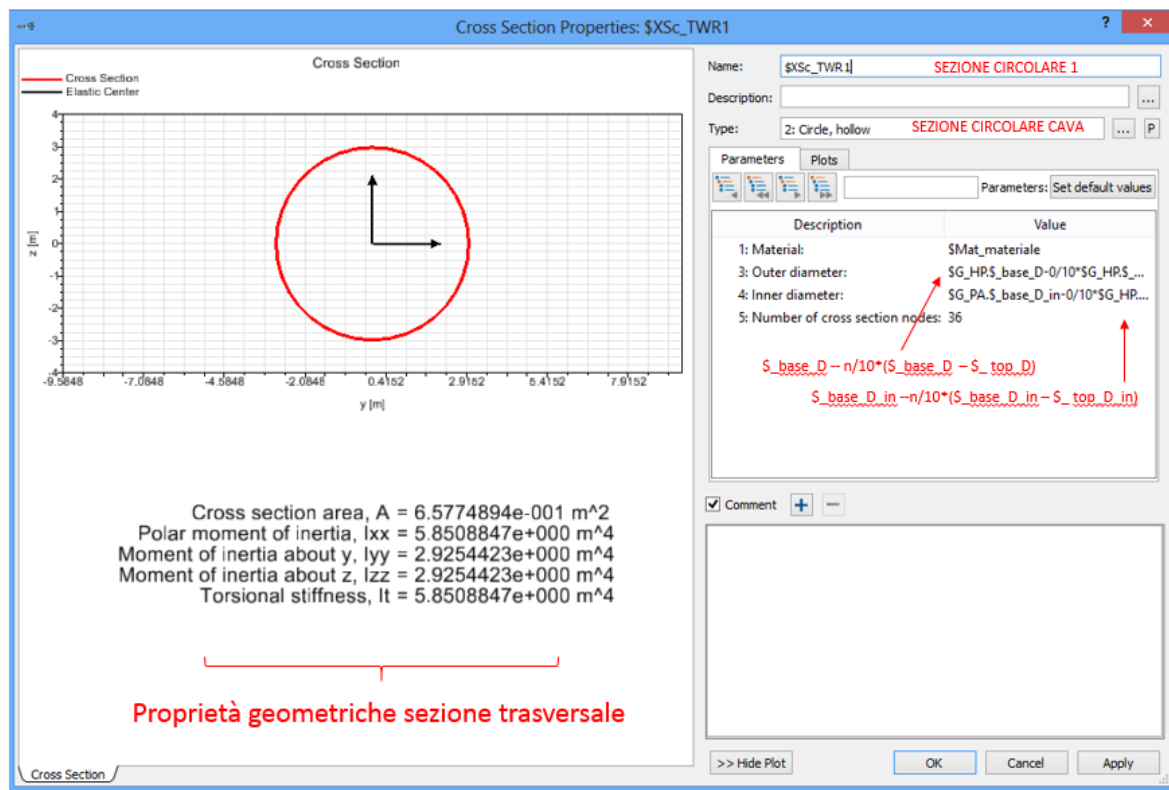 Cross Section Properties: $XSc_TWR1
?
Cross Section
Cross Section
Elastic Center
4
3
2
1
0
-1
-2
-3
-4
z [m]
-9.5848 -7.0848 -4.5848 -2.0848 0.4152 2.9152 5.4152 7.9152
y [m]
Cross section area, A = 6.5774894e-001 m^2
Polar moment of inertia, Ixx = 5.8508847e+000 m^4
Moment of inertia about y, Iyy = 2.9254423e+000 m^4
Moment of inertia about z, Izz = 2.9254423e+000 m^4
Torsional stiffness, It = 5.8508847e+000 m^4
Proprietà geometriche sezione trasversale
Cross Section
Name: $XSc_TWR1 SEZIONE CIRCOLARE 1
Description: ...
Type: 2: Circle, hollow SEZIONE CIRCOLARE CAVA ... P
Parameters Plots
Parameters: Set default values
Description Value
1: Material: $Mat_materiale
3: Outer diameter: $G_HP.$_base_D-0/10*$G_HP.$_...
4: Inner diameter: $G_PA.$_base_D_in-0/10*$G_HP....
5: Number of cross section nodes: 36
$_base_D -- n/10*($_base_D – $_ top_D)
$_base_D_in --n/10*($_base_D_in – $_ top_D_in)
Comment
>> Hide Plot OK Cancel Apply